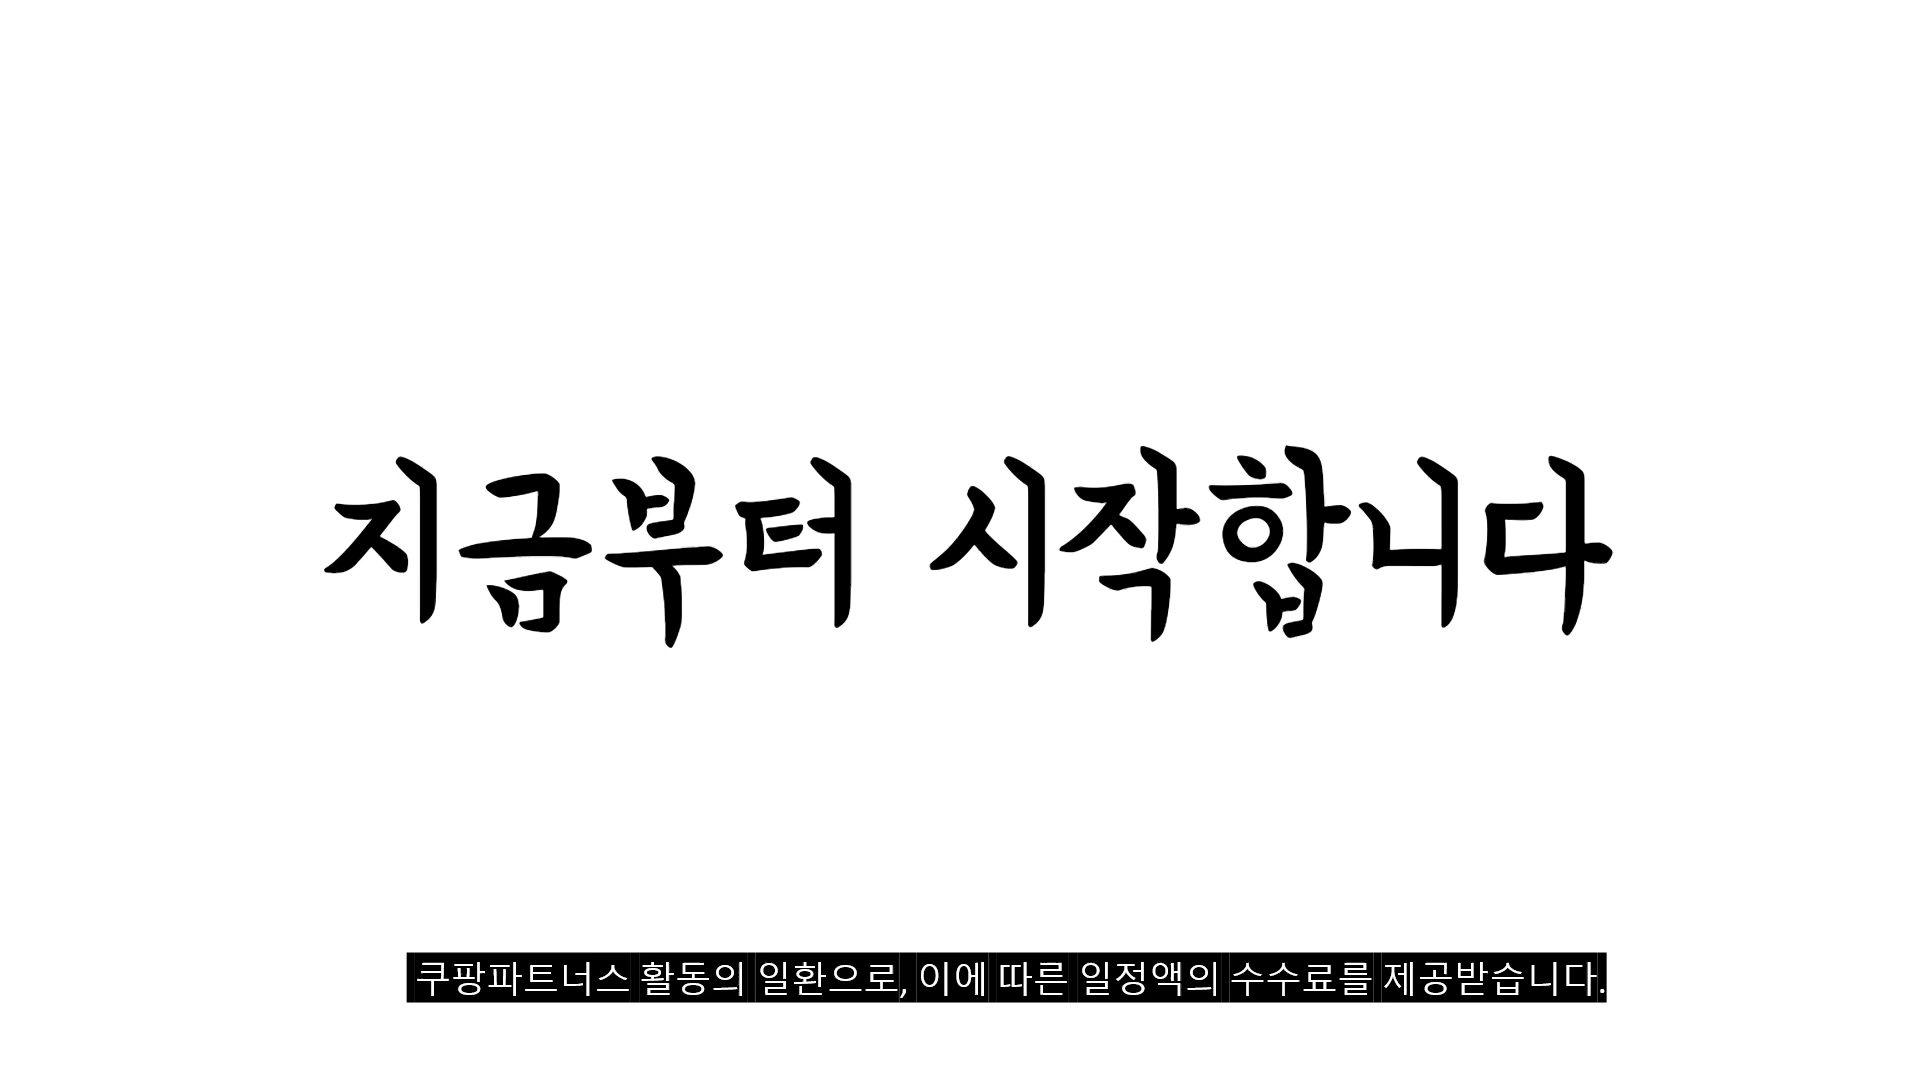 지금부터 시작합니다
쿠팡파트너스 활동의 일환으로, 이에 따른 일정액의 수수료를 제공받습니다.